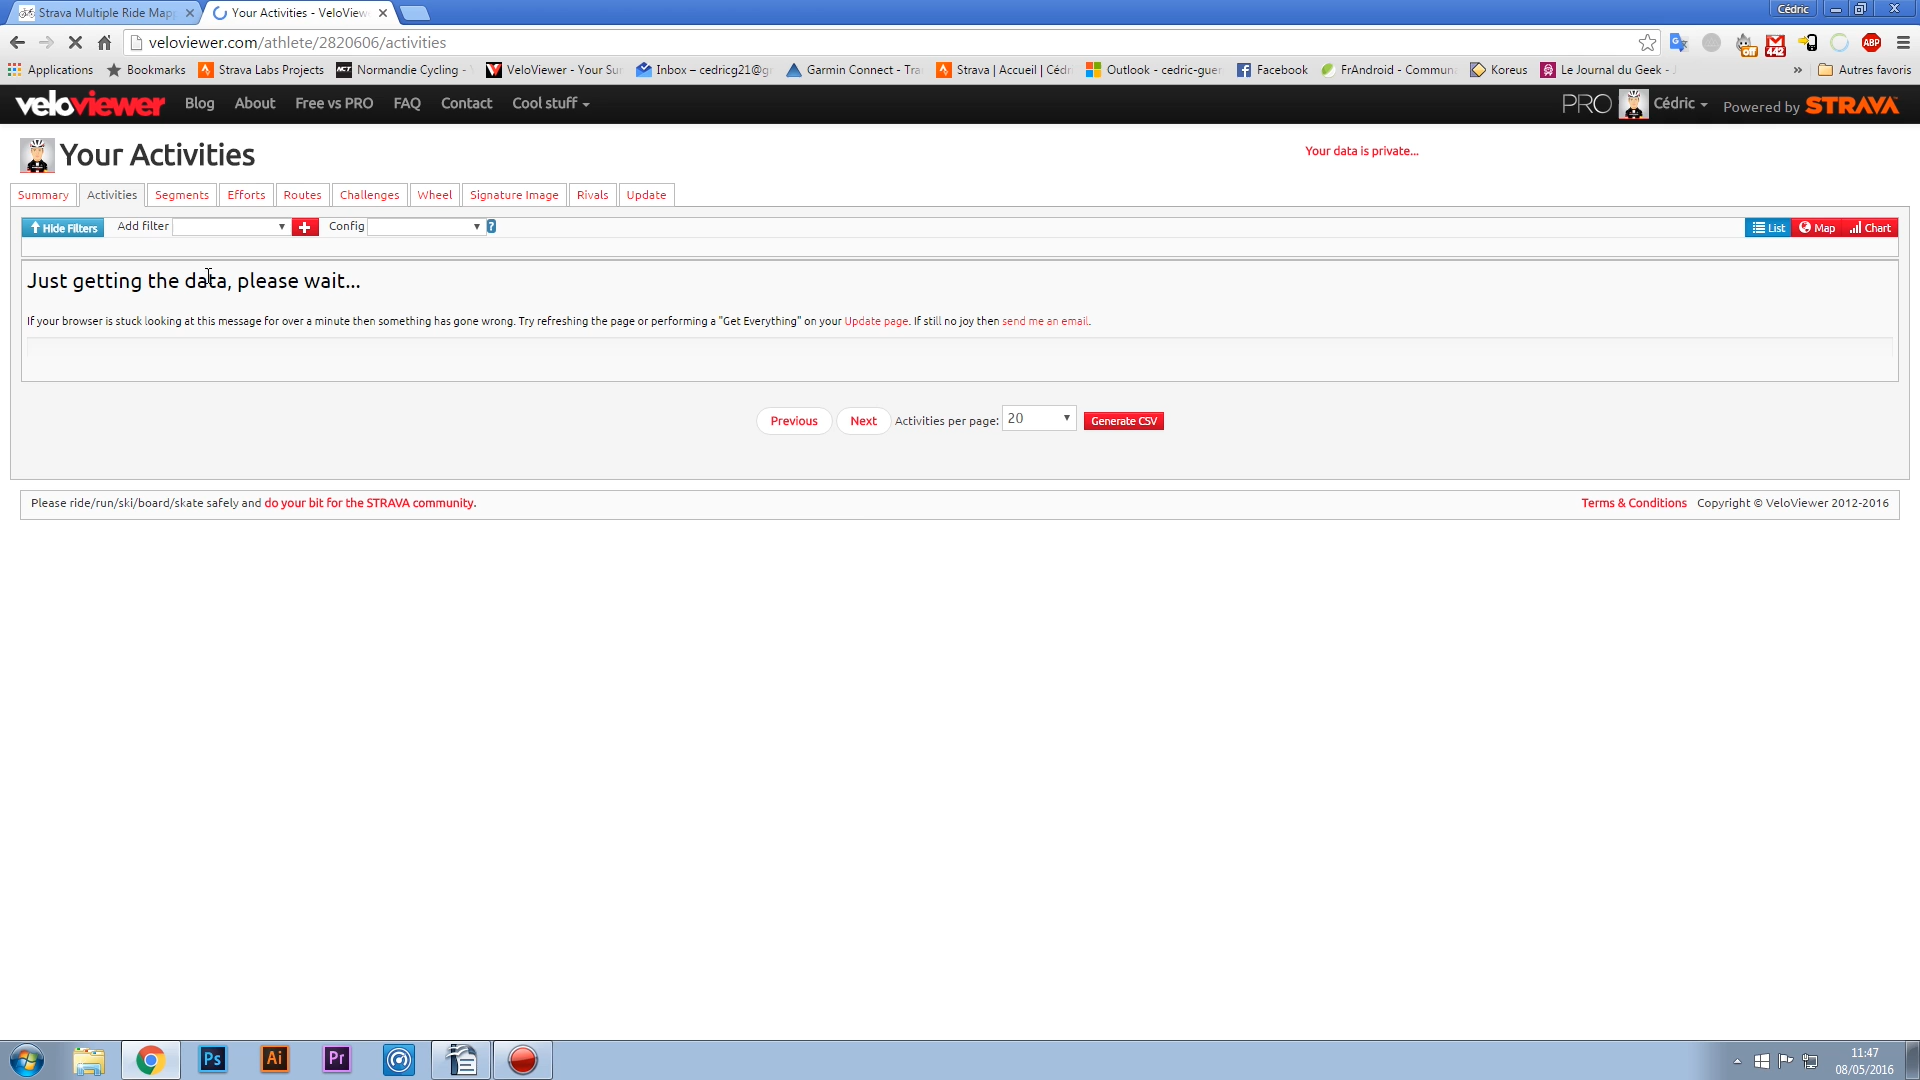 Strava Multiple Ride Map
Your Activities - VeloView
Cédric
veloviewer.com/athlete/2820606/activities
442
ABP
Applications
Bookmarks
Strava Labs Projects
Normandie Cycling -
VeloViewer - Your Su
Inbox – cedricg21@g
Garmin Connect - Tra
Strava | Accueil | Cédr
Outlook - cedric-guer
Facebook
FrAndroid - Commun
Koreus
Le Journal du Geek -
»
Autres favoris
veloviewer
Blog
About
Free vs PRO
FAQ
Contact
Cool stuff
PRO
Cédric
Powered by STRAVA
Your Activities
Your data is private...
Summary
Activities
Segments
Efforts
Routes
Challenges
Wheel
Signature Image
Rivals
Update
Hide Filters
Add filter
Config
?
List
Map
Chart
Just getting the data, please wait...
If your browser is stuck looking at this message for over a minute then something has gone wrong. Try refreshing the page or performing a "Get Everything" on your Update page. If still no joy then send me an email.
Previous
Next
Activities per page:
20
Generate CSV
Please ride/run/ski/board/skate safely and do your bit for the STRAVA community.
Terms & Conditions
Copyright © VeloViewer 2012-2016
Ps
Ai
Pr
11:47
08/05/2016